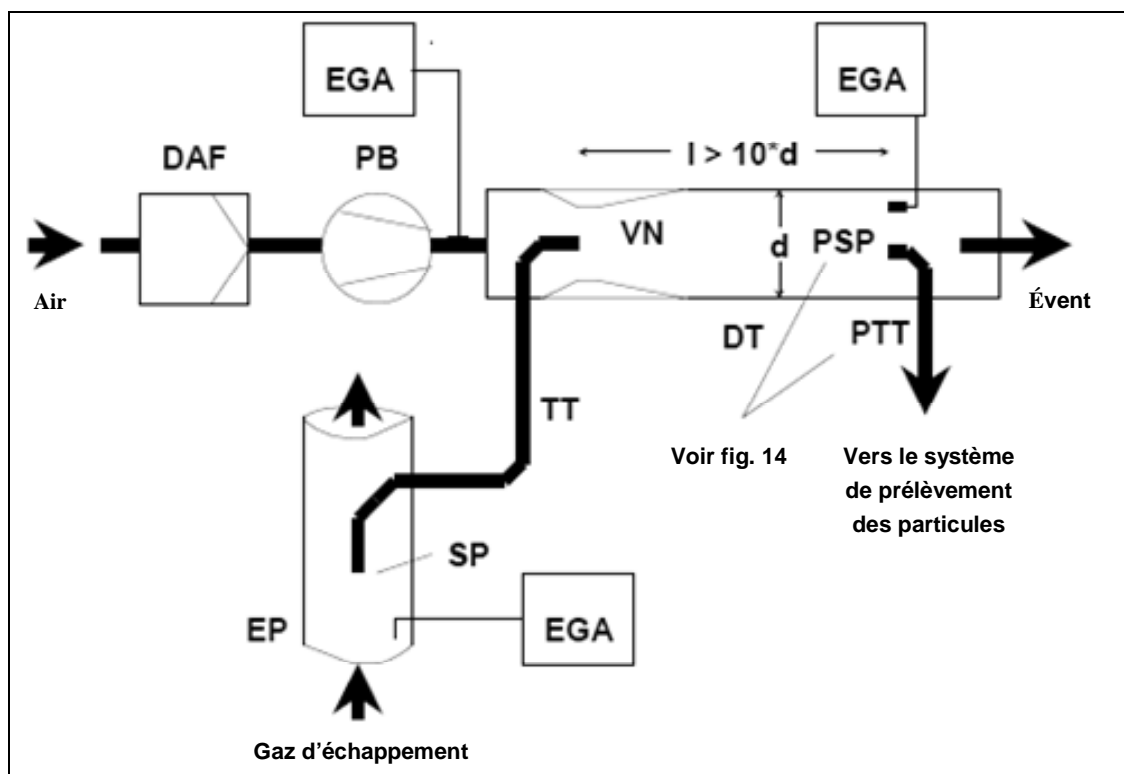 EGA
EGA
DAF
PB
l > 10*d
VN
d
PSP
Air
Évent
DT
PTT
TT
Voir fig. 14
Vers le système
de prélèvement
des particules
SP
EP
EGA
Gaz d'échappement